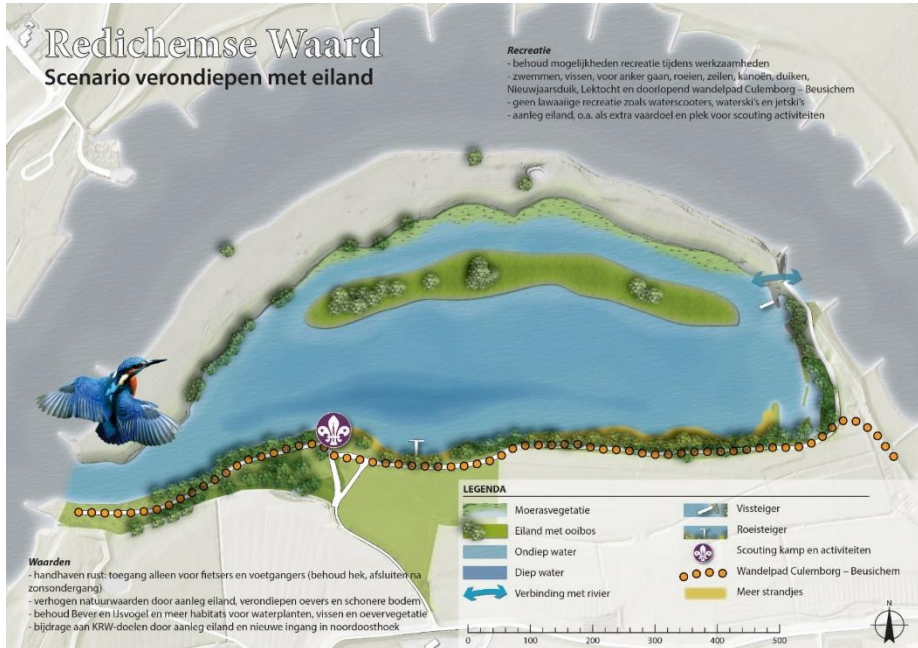 Redichemse Waard
Scenario verondiepen met eiland
Recreatie
- behoud mogelijkheden recreatie tijdens werkzaamheden
- zwemmen, vissen, voor anker gaan, roeien, zeilen, kanoën, duiken,
Nieuwjaarsduik, Lektocht en doorlopend wandelpad Culemborg – Beusichem
- geen lawaaiige recreatie zoals waterscooters, waterski's en jetski's
- aanleg eiland, o.a. als extra vaardoel en plek voor scouting activiteiten
Waarden
- handhaven rust: toegang alleen voor fietsers en voetgangers (behoud hek, afsluiten na
zonsondergang)
- verhogen natuurwaarden door aanleg eiland, verondiepen oevers en schonere bodem
- behoud Bever en IJsvogel en meer habitats voor waterplanten, vissen en oevervegetatie
- bijdrage aan KRW-doelen door aanleg eiland en nieuwe ingang in noordoosthoek
LEGENDA
Moerasvegetatie
Eiland met ooibos
Ondiep water
Diep water
Verbinding met rivier
Vissteiger
Roeisteiger
Scouting kamp en activiteiten
Wandelpad Culemborg – Beusichem
Meer strandjes
0 100 200 300 400 500
N